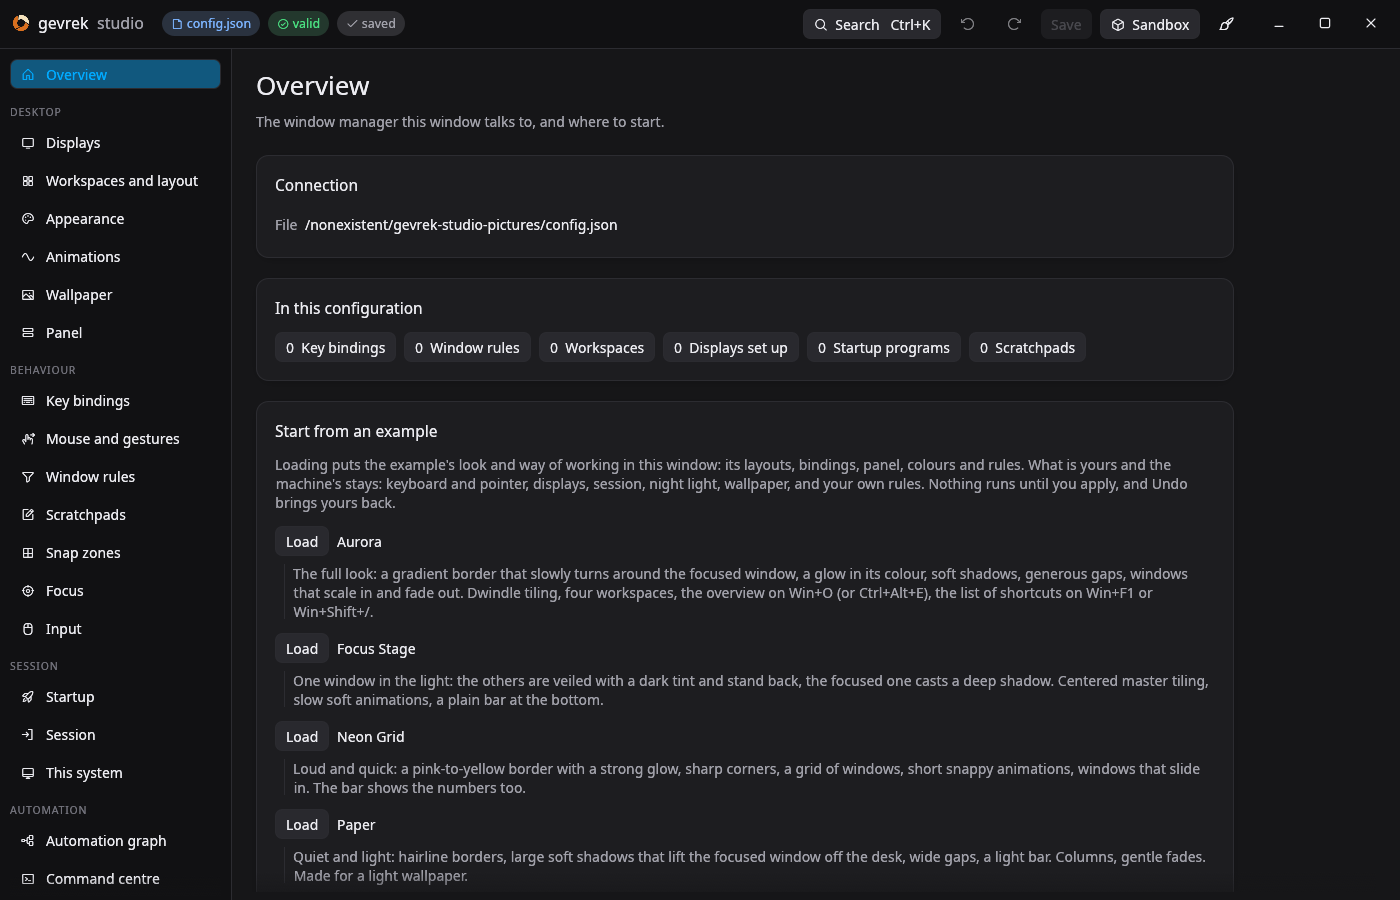 gevrek studio
config.json
valid
saved
Search Ctrl+K
Save
Sandbox
Overview
DESKTOP
Displays
Workspaces and layout
Appearance
Animations
Wallpaper
Panel
BEHAVIOUR
Key bindings
Mouse and gestures
Window rules
Scratchpads
Snap zones
Focus
Input
SESSION
Startup
Session
This system
AUTOMATION
Automation graph
Command centre
Overview
The window manager this window talks to, and where to start.
Connection
File /nonexistent/gevrek-studio-pictures/config.json
In this configuration
0 Key bindings
0 Window rules
0 Workspaces
0 Displays set up
0 Startup programs
0 Scratchpads
Start from an example
Loading puts the example's look and way of working in this window: its layouts, bindings, panel, colours and rules. What is yours and the
machine's stays: keyboard and pointer, displays, session, night light, wallpaper, and your own rules. Nothing runs until you apply, and Undo
brings yours back.
Load Aurora
The full look: a gradient border that slowly turns around the focused window, a glow in its colour, soft shadows, generous gaps, windows
that scale in and fade out. Dwindle tiling, four workspaces, the overview on Win+O (or Ctrl+Alt+E), the list of shortcuts on Win+F1 or
Win+Shift+/.
Load Focus Stage
One window in the light: the others are veiled with a dark tint and stand back, the focused one casts a deep shadow. Centered master tiling,
slow soft animations, a plain bar at the bottom.
Load Neon Grid
Loud and quick: a pink-to-yellow border with a strong glow, sharp corners, a grid of windows, short snappy animations, windows that slide
in. The bar shows the numbers too.
Load Paper
Quiet and light: hairline borders, large soft shadows that lift the focused window off the desk, wide gaps, a light bar. Columns, gentle fades.
Made for a light wallpaper.